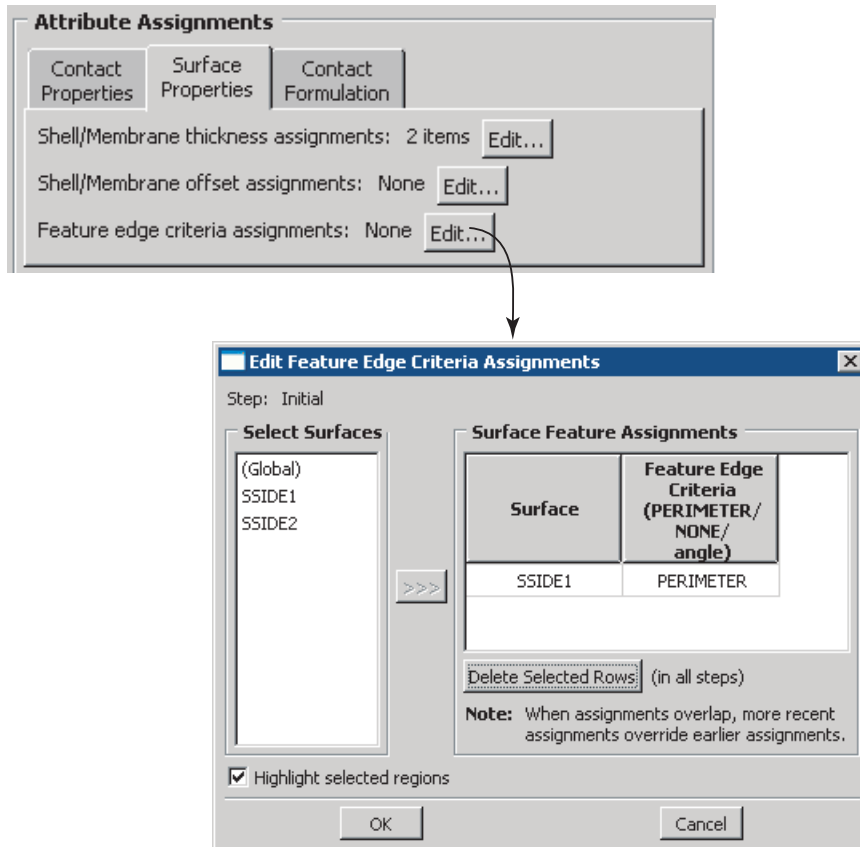 Attribute Assignments
Contact Properties
Surface Properties
Contact Formulation
Shell/Membrane thickness assignments: 2 items Edit...
Shell/Membrane offset assignments: None Edit...
Feature edge criteria assignments: None Edit...
Edit Feature Edge Criteria Assignments
Step: Initial
Select Surfaces
(Global)
SSIDE1
SSIDE2
>>>
Surface Feature Assignments
Surface
Feature Edge
Criteria
(PERIMETER/
NONE/
angle)
SSIDE1 PERIMETER
Delete Selected Rows (in all steps)
Note: When assignments overlap, more recent
assignments override earlier assignments.
Highlight selected regions
OK Cancel